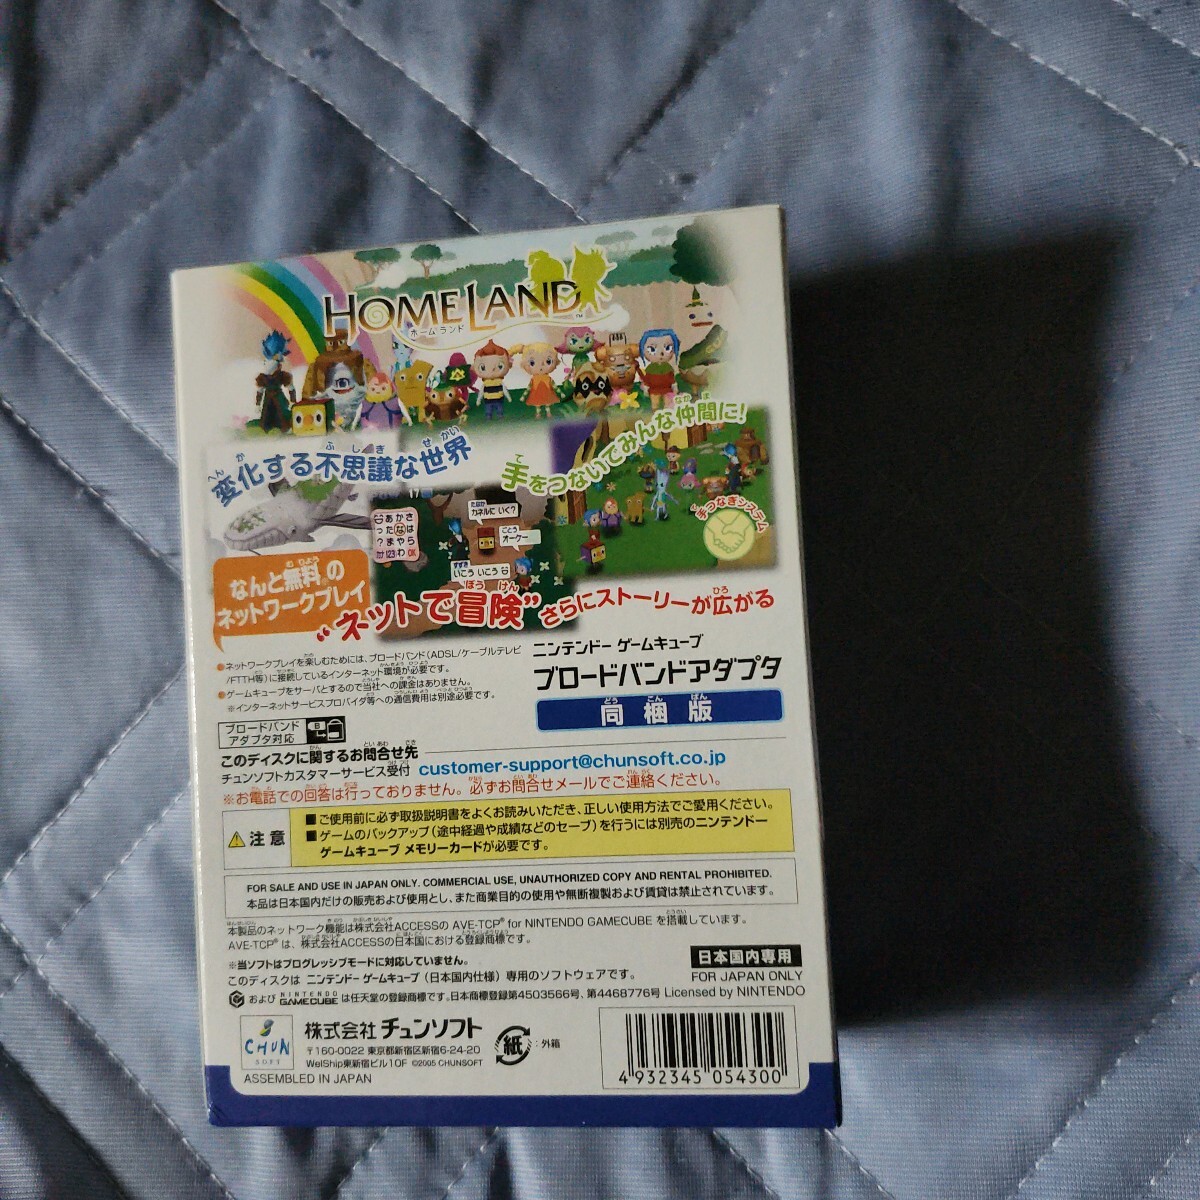 HOMELAND™
ホームランド
変化する不思議な世界
手をつないでみんな仲間に!
手つなぎシステム
たなか
カネルに いく?
ごとう
オーケー
すずき
いこう いこう
なんと無料※の
ネットワークプレイ
"ネットで冒険"さらにストーリーが広がる
●ネットワークプレイを楽しむためには、ブロードバンド(ADSL/ケーブルテレビ
/FTTH等)に接続しているインターネット環境が必要です。
●ゲームキューブをサーバとするので当社への課金はありません。
※インターネットサービスプロバイダ等への通信費用は別途必要です。
ニンテンドー ゲームキューブ
ブロードバンドアダプタ
同梱版
ブロードバンド
アダプタ対応
このディスクに関するお問合せ先
チュンソフトカスタマーサービス受付 customer-support@chunsoft.co.jp
※お電話での回答は行っておりません。必ずお問合せメールでご連絡ください。
注意
■ご使用前に必ず取扱説明書をよくお読みいただき、正しい使用方法でご愛用ください。
■ゲームのバックアップ(途中経過や成績などのセーブ)を行うには別売のニンテンドー
ゲームキューブ メモリーカードが必要です。
FOR SALE AND USE IN JAPAN ONLY. COMMERCIAL USE, UNAUTHORIZED COPY AND RENTAL PROHIBITED.
本品は日本国内だけの販売および使用とし、また商業目的の使用や無断複製および賃貸は禁止されています。
本製品のネットワーク機能は株式会社ACCESSの AVE-TCP® for NINTENDO GAMECUBE を搭載しています。
AVE-TCP® は、株式会社ACCESSの日本国における登録商標です。
※当ソフトはプログレッシブモードに対応していません。
このディスクは ニンテンドー ゲームキューブ(日本国内仕様)専用のソフトウェアです。
日本国内専用
FOR JAPAN ONLY
および NINTENDO GAMECUBE は任天堂の登録商標です。日本商標登録第4503566号、第4468776号 Licensed by NINTENDO
CHUN
SOFT
株式会社 チュンソフト
〒160-0022 東京都新宿区新宿6-24-20
WelShip東新宿ビル10F ©2005 CHUNSOFT
紙:外箱
ASSEMBLED IN JAPAN
4 932345 054300